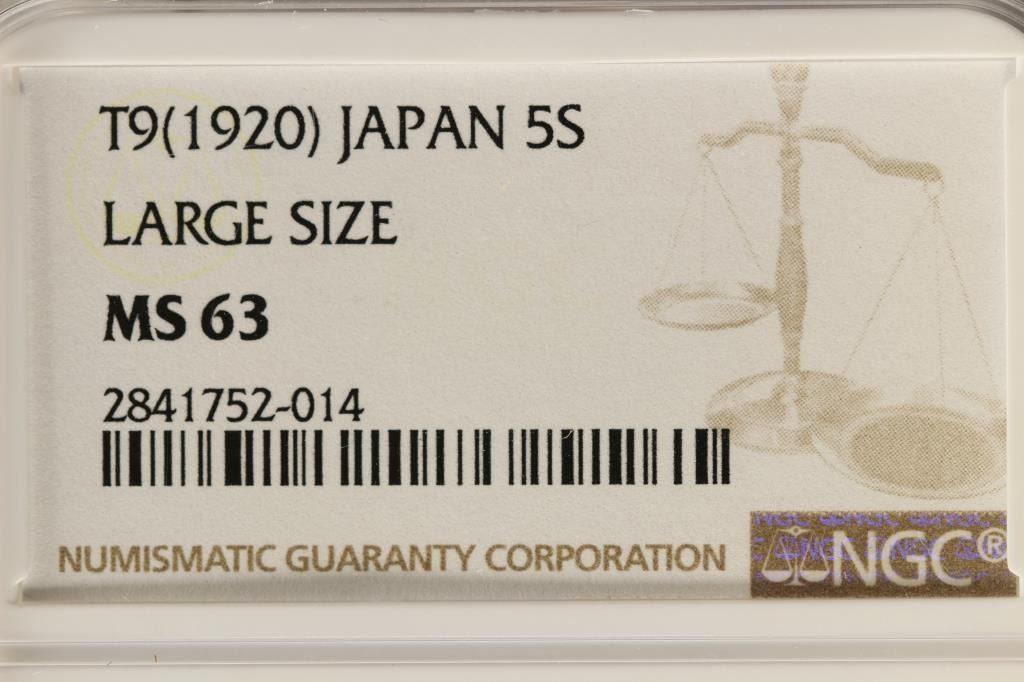 T9(1920) JAPAN 5S
LARGE SIZE
MS 63
2841752-014
NUMISMATIC GUARANTY CORPORATION
NGC®